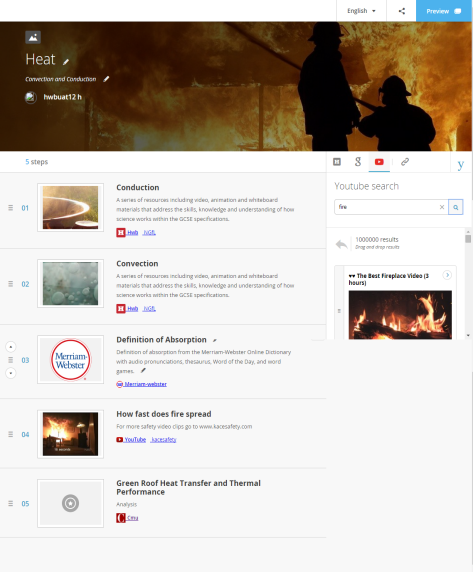 English
Preview
Heat
Convection and Conduction
hwbuat12 h
5 steps
Youtube search
fire
1000000 results
Drag and drop results
♥♥ The Best Fireplace Video (3
hours)
01
Conduction
A series of resources including video, animation and whiteboard
materials that address the skills, knowledge and understanding of how
science works within the GCSE specifications.
Hwb NGfL
02
Convection
A series of resources including video, animation and whiteboard
materials that address the skills, knowledge and understanding of how
science works within the GCSE specifications.
Hwb NGfL
03
Merriam-
Webster
Definition of Absorption
Definition of absorption from the Merriam-Webster Online Dictionary
with audio pronunciations, thesaurus, Word of the Day, and word
games.
Merriam-webster
04
How fast does fire spread
For more safety video clips go to www.kacesafety.com
YouTube kacesafety
05
Green Roof Heat Transfer and Thermal
Performance
Analysis
Cmu